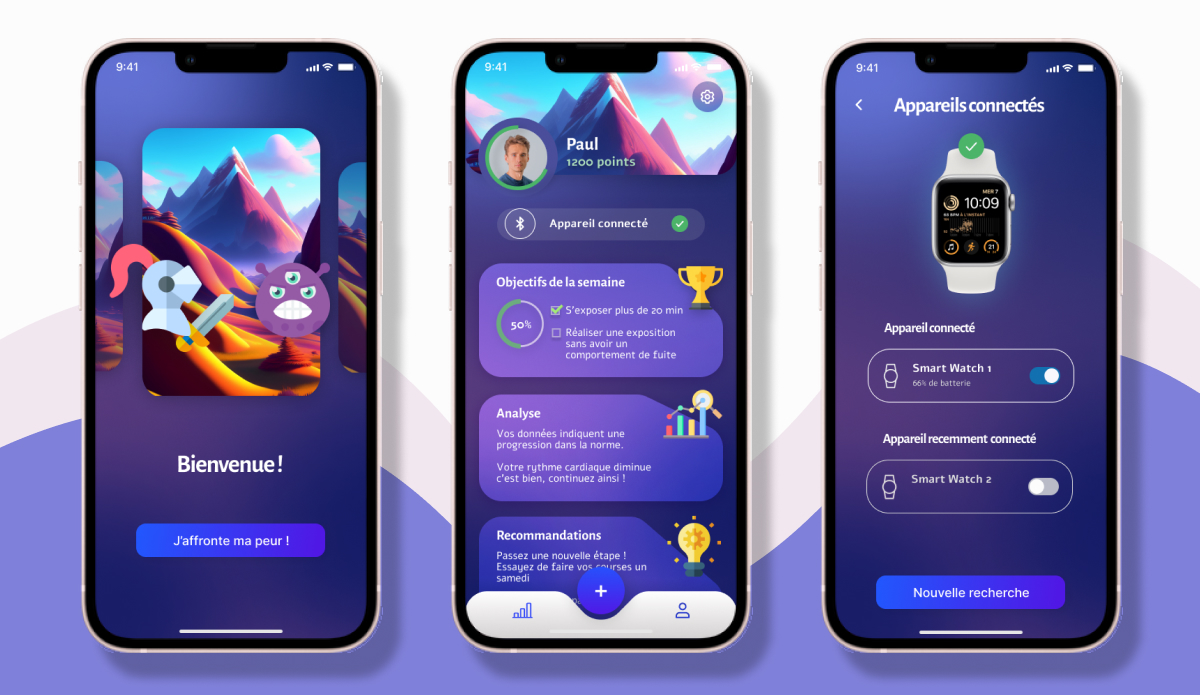 9:41
Bienvenue !
J'affronte ma peur !
9:41
Paul
1200 points
Appareil connecté
Objectifs de la semaine
50%
S'exposer plus de 20 min
Réaliser une exposition
sans avoir un
comportement de fuite
Analyse
Vos données indiquent une
progression dans la norme.
Votre rythme cardiaque diminue
c'est bien, continuez ainsi !
Recommandations
Passez une nouvelle étape !
Essayez de faire vos courses un
samedi
9:41
Appareils connectés
MER 7
10:09
À L'INSTANT
21
Appareil connecté
Smart Watch 1
66% de batterie
Appareil recemment connecté
Smart Watch 2
Nouvelle recherche